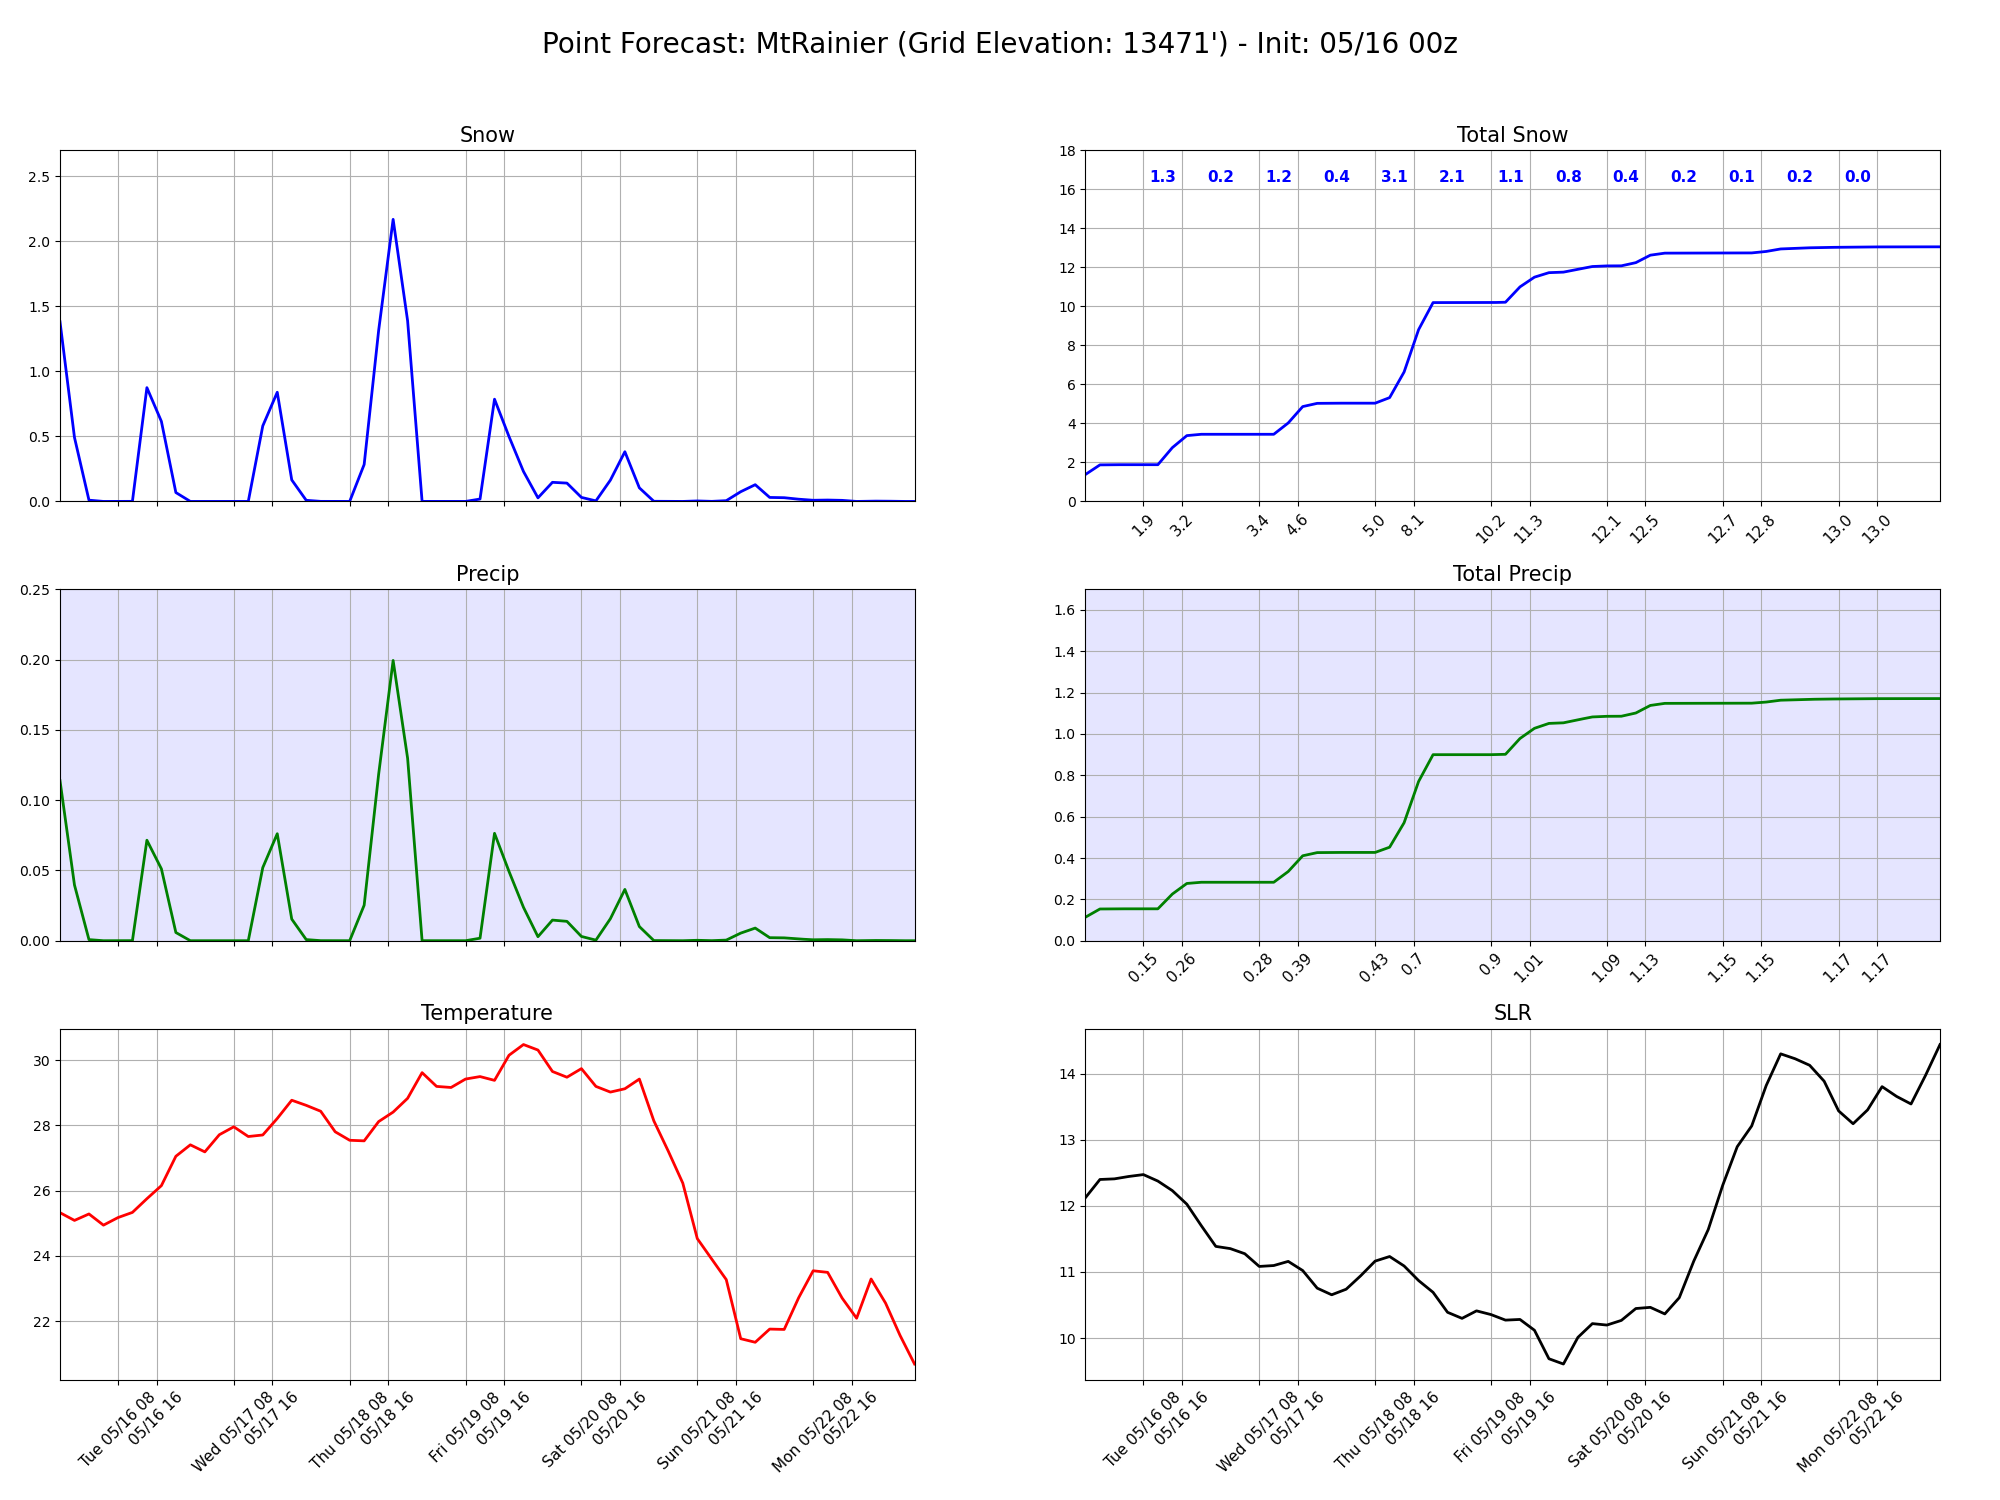 Point Forecast: MtRainier (Grid Elevation: 13471') - Init: 05/16 00z
Snow
2.5
2.0
1.5
1.0
0.5
0.0
Total Snow
18
16
14
12
10
8
6
4
2
0
1.3 0.2 1.2 0.4 3.1 2.1 1.1 0.8 0.4 0.2 0.1 0.2 0.0
1.9 3.2 3.4 4.6 5.0 8.1 10.2 11.3 12.1 12.5 12.7 12.8 13.0 13.0
Precip
0.25
0.20
0.15
0.10
0.05
0.00
Total Precip
1.6
1.4
1.2
1.0
0.8
0.6
0.4
0.2
0.0
0.15 0.26 0.28 0.39 0.43 0.7 0.9 1.01 1.09 1.13 1.15 1.15 1.17 1.17
Temperature
30
28
26
24
22
Tue 05/16 08
05/16 16
Wed 05/17 08
05/17 16
Thu 05/18 08
05/18 16
Fri 05/19 08
05/19 16
Sat 05/20 08
05/20 16
Sun 05/21 08
05/21 16
Mon 05/22 08
05/22 16
SLR
14
13
12
11
10
Tue 05/16 08
05/16 16
Wed 05/17 08
05/17 16
Thu 05/18 08
05/18 16
Fri 05/19 08
05/19 16
Sat 05/20 08
05/20 16
Sun 05/21 08
05/21 16
Mon 05/22 08
05/22 16